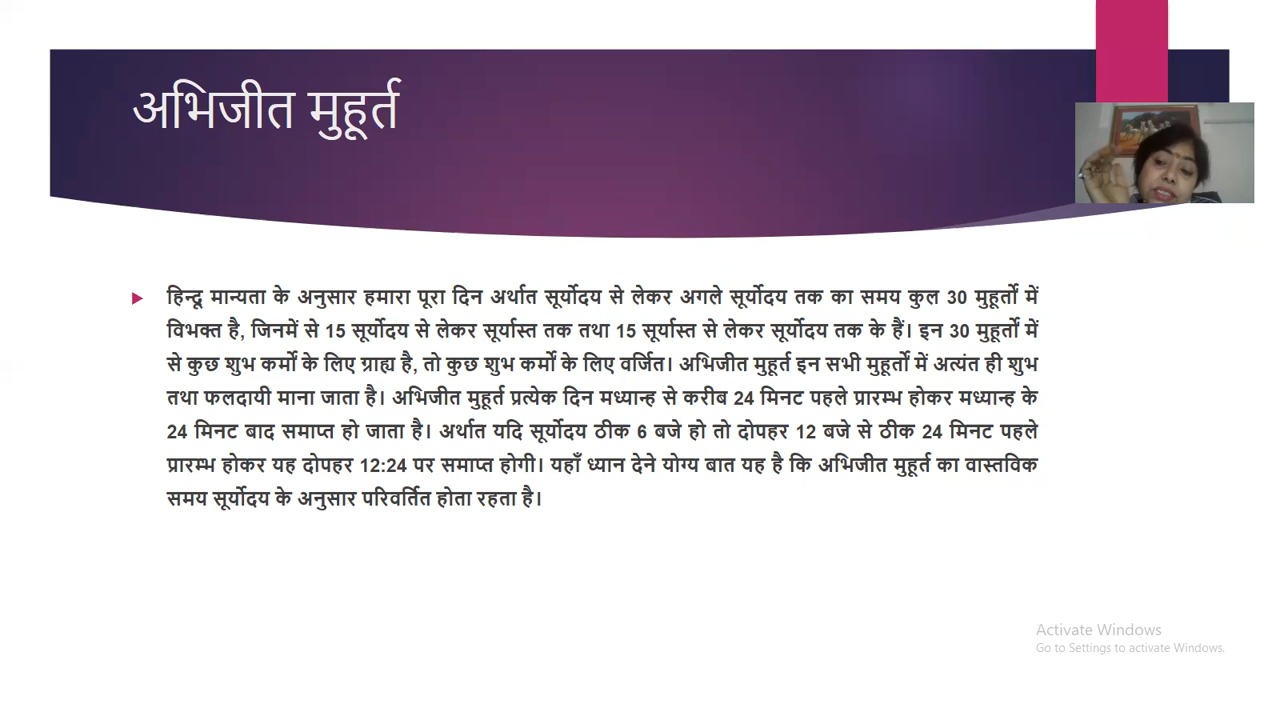 अभिजीत मुहूर्त
हिन्दू मान्यता के अनुसार हमारा पूरा दिन अर्थात सूर्योदय से लेकर अगले सूर्योदय तक का समय कुल 30 मुहूर्तों में
विभक्त है, जिनमें से 15 सूर्योदय से लेकर सूर्यास्त तक तथा 15 सूर्यास्त से लेकर सूर्योदय तक के हैं। इन 30 मुहूर्तों में
से कुछ शुभ कर्मों के लिए ग्राह्य है, तो कुछ शुभ कर्मों के लिए वर्जित। अभिजीत मुहूर्त इन सभी मुहूर्तों में अत्यंत ही शुभ
तथा फलदायी माना जाता है। अभिजीत मुहूर्त प्रत्येक दिन मध्यान्ह से करीब 24 मिनट पहले प्रारम्भ होकर मध्यान्ह के
24 मिनट बाद समाप्त हो जाता है। अर्थात यदि सूर्योदय ठीक 6 बजे हो तो दोपहर 12 बजे से ठीक 24 मिनट पहले
प्रारम्भ होकर यह दोपहर 12:24 पर समाप्त होगी। यहाँ ध्यान देने योग्य बात यह है कि अभिजीत मुहूर्त का वास्तविक
समय सूर्योदय के अनुसार परिवर्तित होता रहता है।
Activate Windows
Go to Settings to activate Windows.